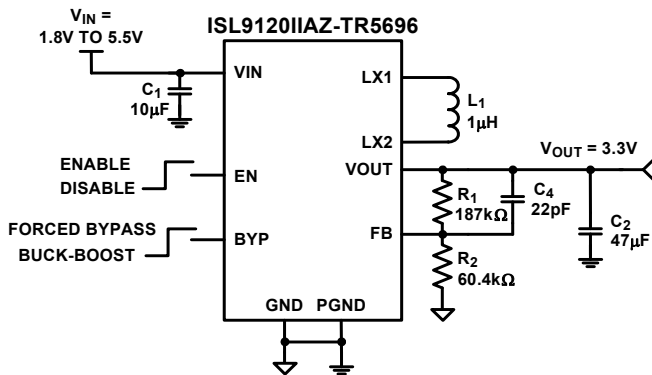 ISL9120IIAZ-TR5696
VIN =
1.8V TO 5.5V
VIN
C1
10µF
LX1
L1
1µH
LX2
VOUT
VOUT = 3.3V
ENABLE
DISABLE
EN
R1
187kΩ
C4
22pF
C2
47µF
FORCED BYPASS
BUCK-BOOST
BYP
FB
R2
60.4kΩ
GND
PGND